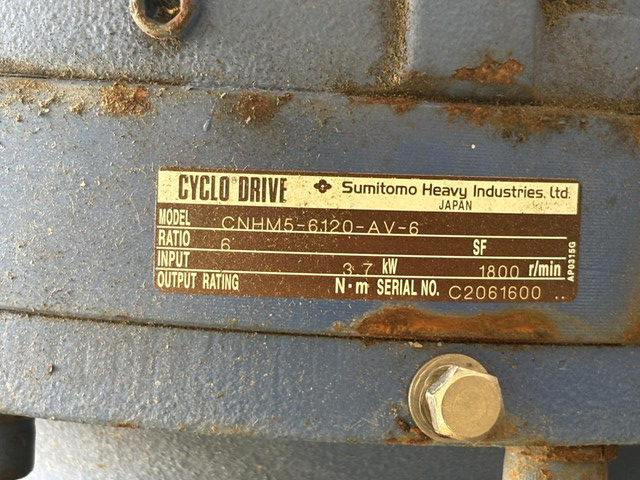 CYCLO® DRIVE Sumitomo Heavy Industries, Ltd.
JAPAN
MODEL CNHM5-6120-AV-6
RATIO 6 SF
INPUT 3.7 kW 1800 r/min
OUTPUT RATING N·m SERIAL NO. C2061600
AP0315G